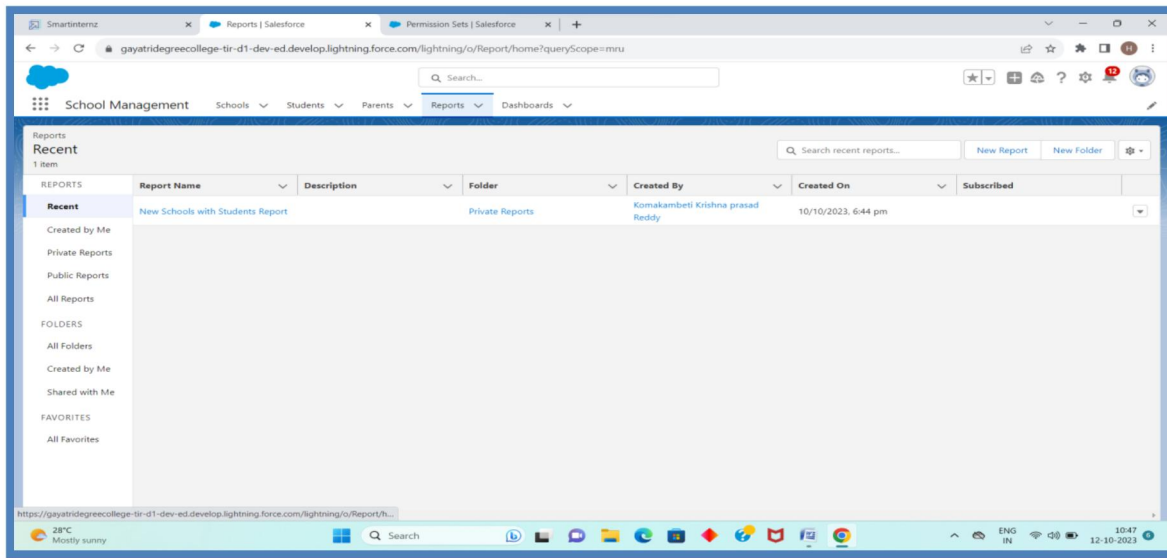 Smartinternz
Reports | Salesforce
Permission Sets | Salesforce
gayatridegreecollege-tir-d1-dev-ed.develop.lightning.force.com/lightning/o/Report/home?queryScope=mru
H
Search...
12
School Management Schools Students Parents Reports Dashboards
Reports
Recent
1 item
Search recent reports...
New Report New Folder
REPORTS Report Name Description Folder Created By Created On Subscribed
Recent New Schools with Students Report Private Reports Komakambeti Krishna prasad Reddy 10/10/2023, 6:44 pm
Created by Me
Private Reports
Public Reports
All Reports
FOLDERS
All Folders
Created by Me
Shared with Me
FAVORITES
All Favorites
https://gayatridegreecollege-tir-d1-dev-ed.develop.lightning.force.com/lightning/o/Report/h...
28°C
Mostly sunny
Search
ENG
IN
10:47
12-10-2023